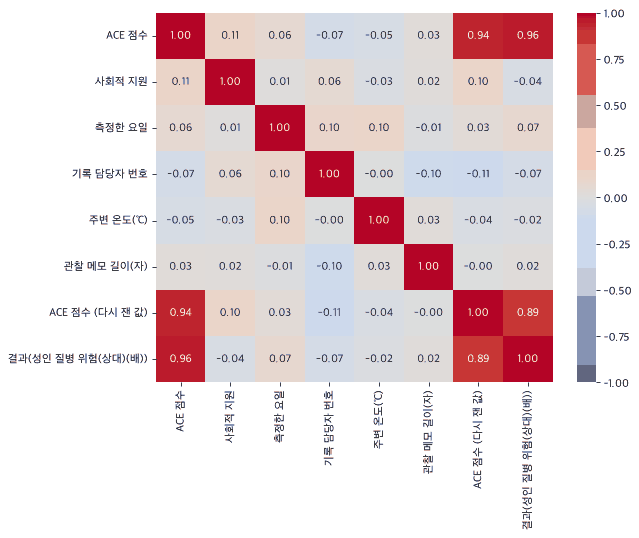 ACE 점수 1.00 0.11 0.06 -0.07 -0.05 0.03 0.94 0.96
사회적 지원 0.11 1.00 0.01 0.06 -0.03 0.02 0.10 -0.04
측정한 요일 0.06 0.01 1.00 0.10 0.10 -0.01 0.03 0.07
기록 담당자 번호 -0.07 0.06 0.10 1.00 -0.00 -0.10 -0.11 -0.07
주변 온도(℃) -0.05 -0.03 0.10 -0.00 1.00 0.03 -0.04 -0.02
관찰 메모 길이(자) 0.03 0.02 -0.01 -0.10 0.03 1.00 -0.00 0.02
ACE 점수 (다시 잰 값) 0.94 0.10 0.03 -0.11 -0.04 -0.00 1.00 0.89
결과(성인 질병 위험(상대)(배)) 0.96 -0.04 0.07 -0.07 -0.02 0.02 0.89 1.00
ACE 점수
사회적 지원
측정한 요일
기록 담당자 번호
주변 온도(℃)
관찰 메모 길이(자)
ACE 점수 (다시 잰 값)
결과(성인 질병 위험(상대)(배))
1.00
0.75
0.50
0.25
0.00
-0.25
-0.50
-0.75
-1.00